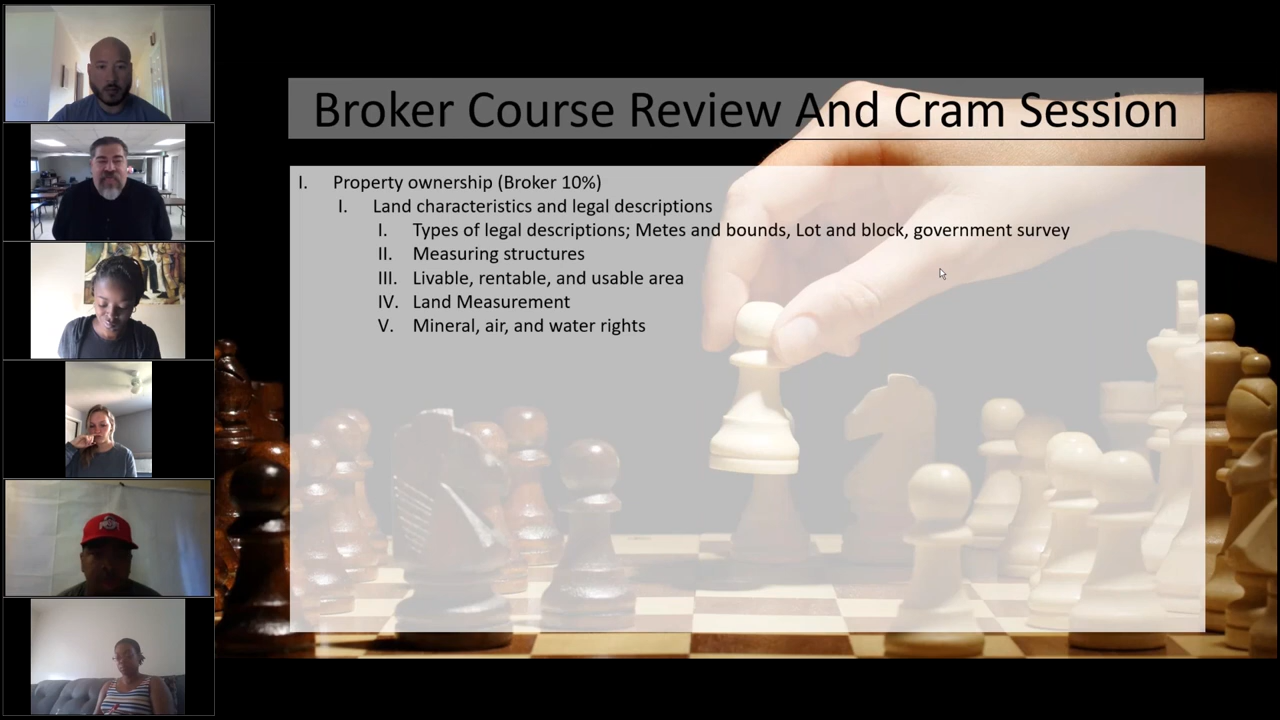 Broker Course Review And Cram Session
I. Property ownership (Broker 10%)
I. Land characteristics and legal descriptions
I. Types of legal descriptions; Metes and bounds, Lot and block, government survey
II. Measuring structures
III. Livable, rentable, and usable area
IV. Land Measurement
V. Mineral, air, and water rights